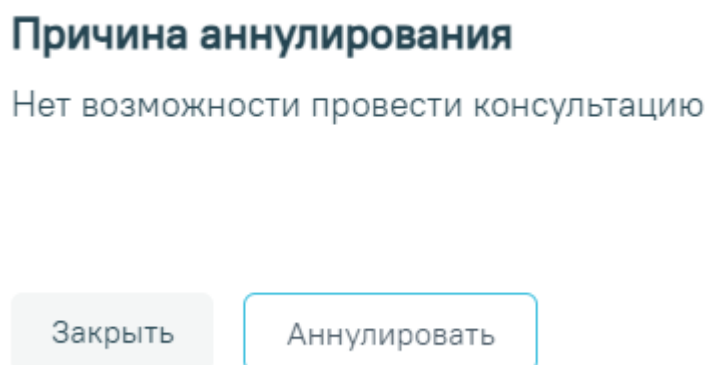 Причина аннулирования
Нет возможности провести консультацию
Закрыть Аннулировать